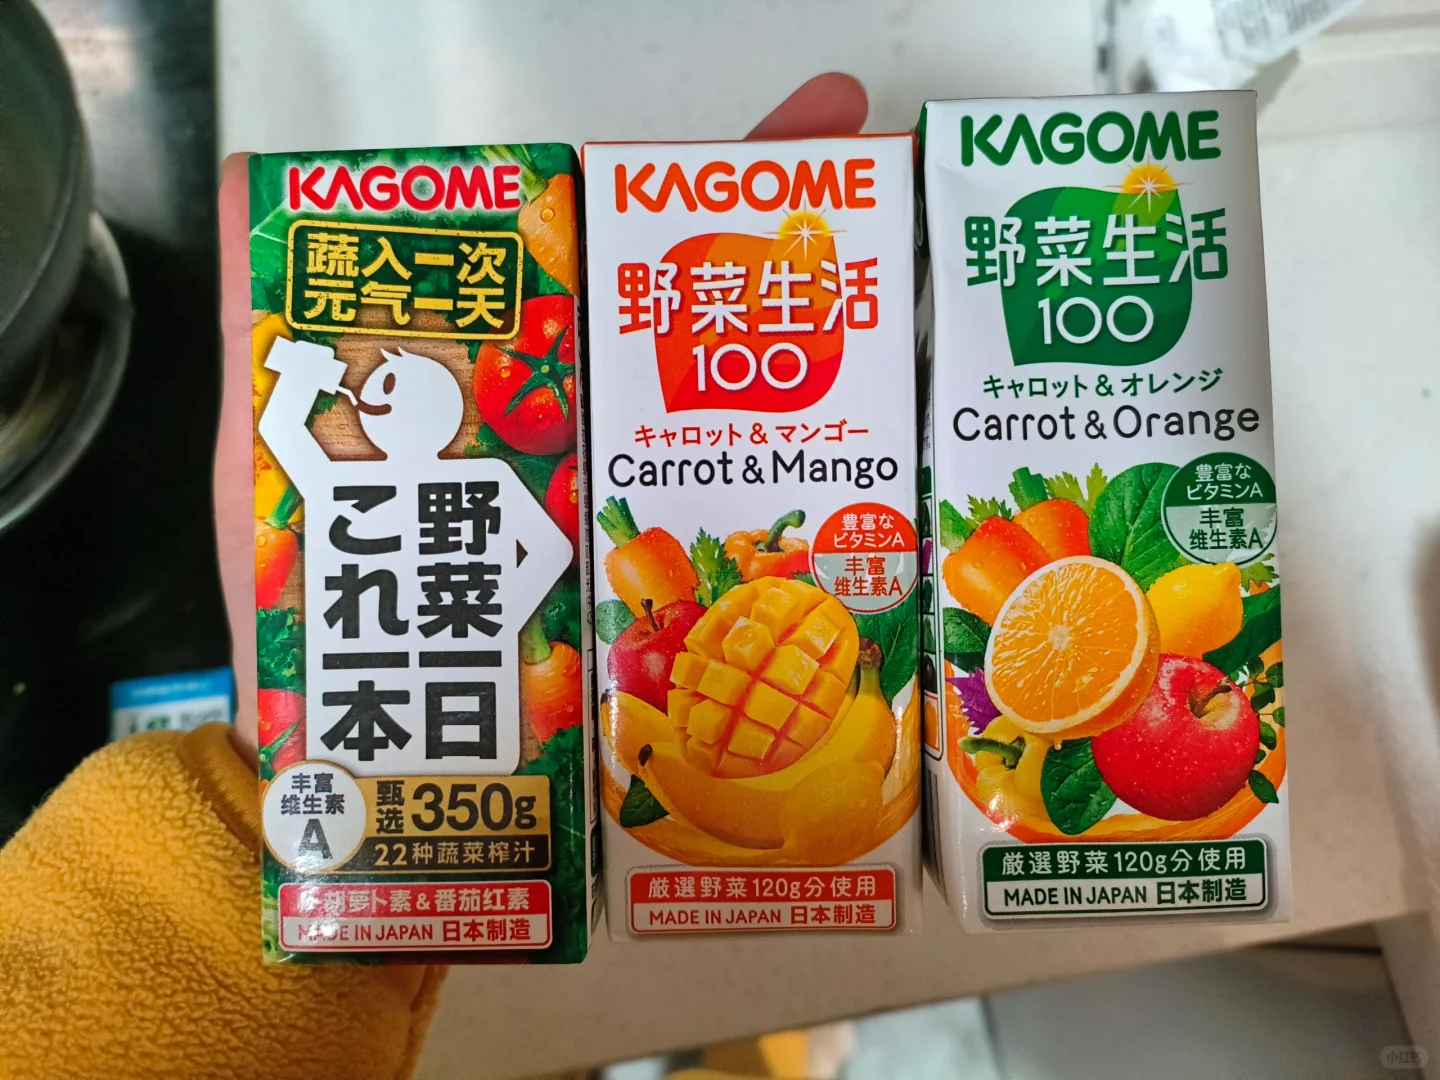 KAGOME
蔬入一次
元气一天
野菜一日
これ一本
丰富
维生素
A
甄选350g
22种蔬菜榨汁
胡萝卜素&番茄红素
MADE IN JAPAN 日本制造
KAGOME
野菜生活
100
キャロット&マンゴー
Carrot&Mango
豊富な
ビタミンA
丰富
维生素A
厳選野菜120g分使用
MADE IN JAPAN 日本制造
KAGOME
野菜生活
100
キャロット&オレンジ
Carrot&Orange
豊富な
ビタミンA
丰富
维生素A
厳選野菜120g分使用
MADE IN JAPAN 日本制造
小红书